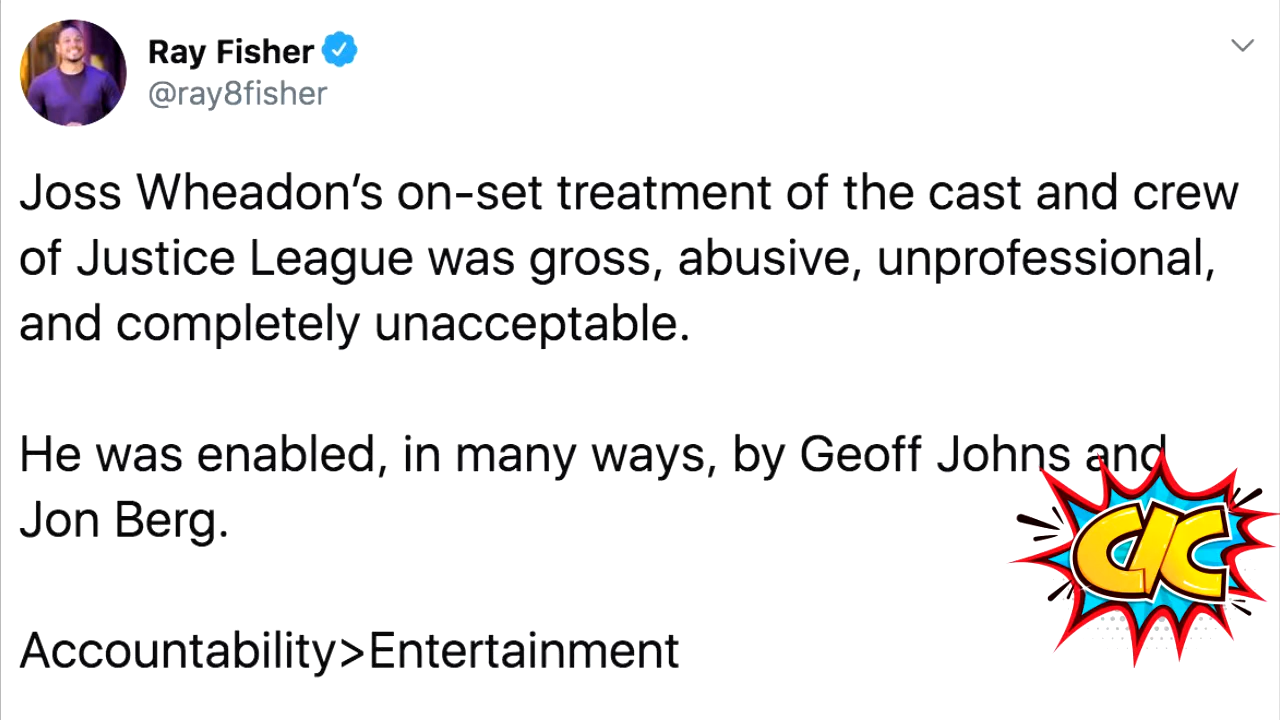 Ray Fisher
@ray8fisher
Joss Wheadon’s on-set treatment of the cast and crew
of Justice League was gross, abusive, unprofessional,
and completely unacceptable.
He was enabled, in many ways, by Geoff Johns and
Jon Berg.
CIC
Accountability>Entertainment